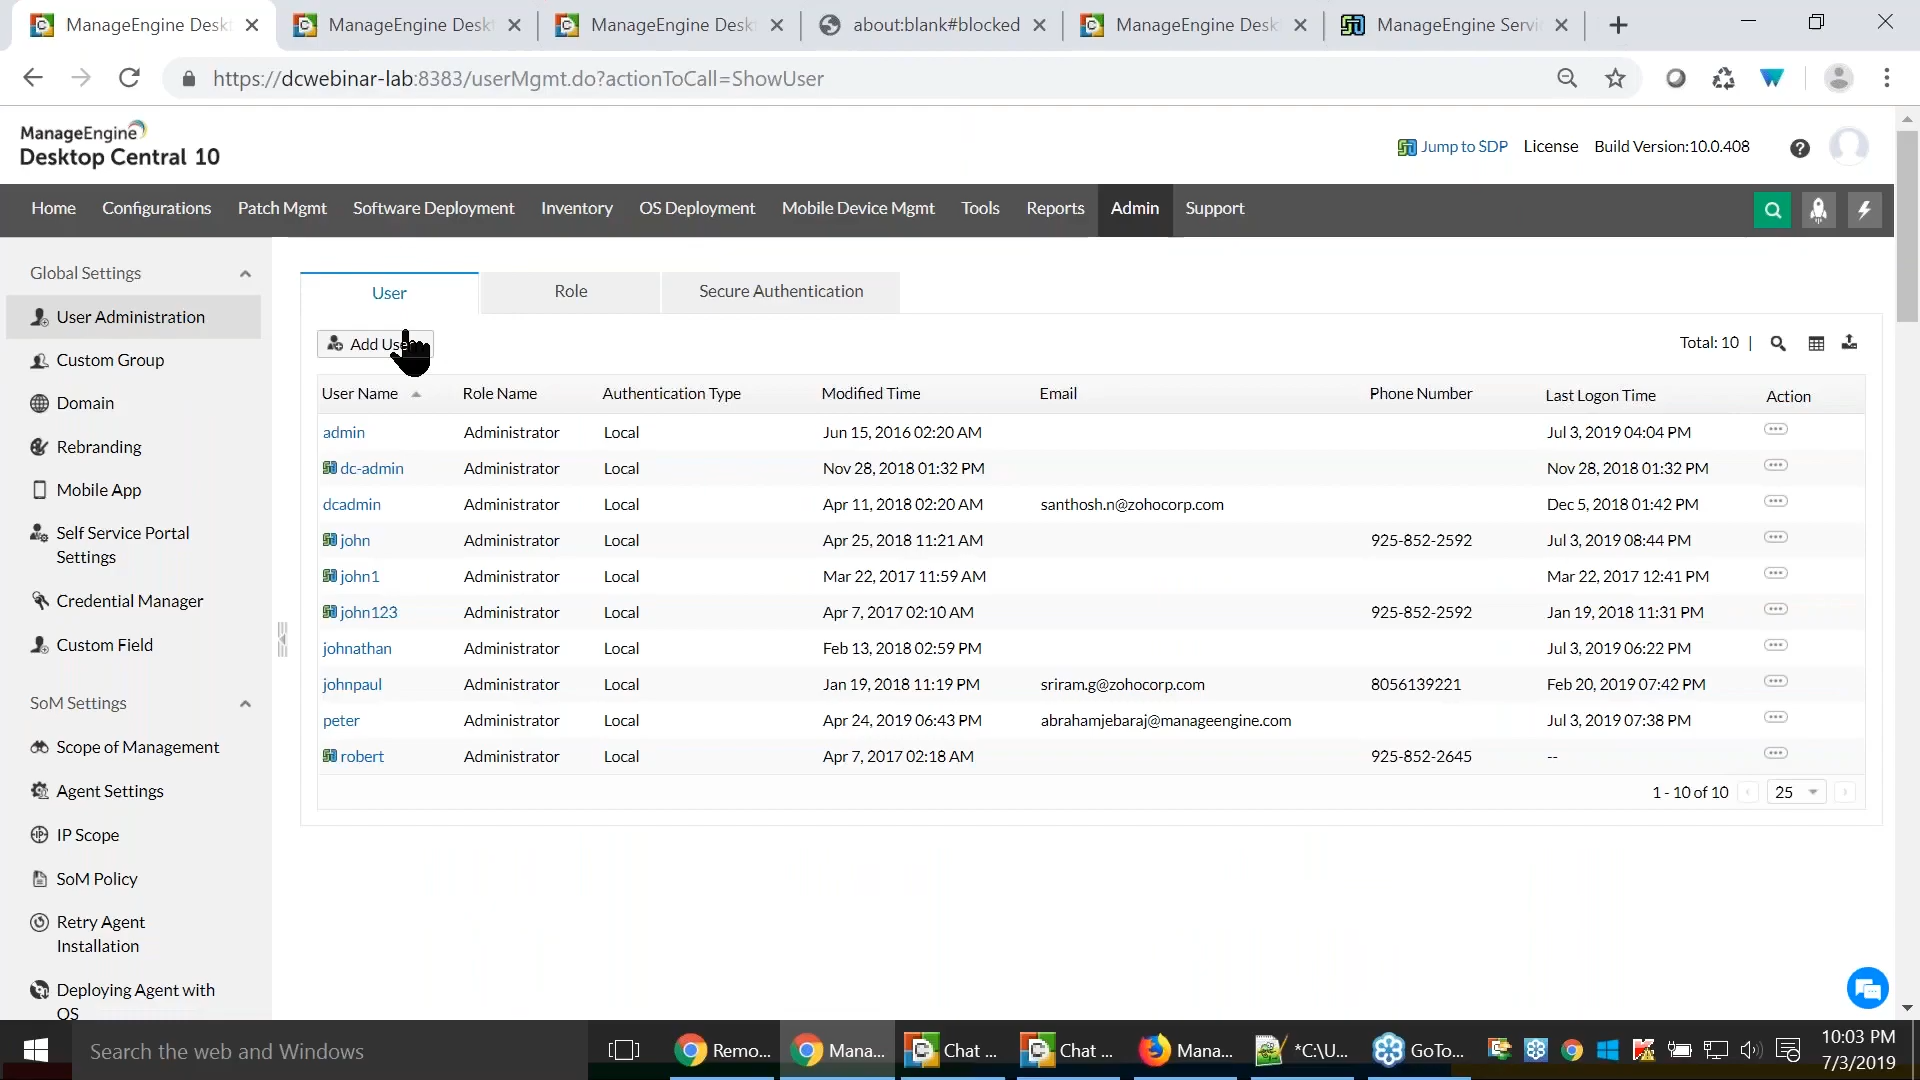 ManageEngine Deskt
ManageEngine Deskt
ManageEngine Deskt
about:blank#blocked
ManageEngine Deskt
ManageEngine Servi
https://dcwebinar-lab:8383/userMgmt.do?actionToCall=ShowUser
ManageEngine
Desktop Central 10
Jump to SDP License Build Version:10.0.408
Home Configurations Patch Mgmt Software Deployment Inventory OS Deployment Mobile Device Mgmt Tools Reports Admin Support
Global Settings
User Administration
Custom Group
Domain
Rebranding
Mobile App
Self Service Portal
Settings
Credential Manager
Custom Field
SoM Settings
Scope of Management
Agent Settings
IP Scope
SoM Policy
Retry Agent
Installation
Deploying Agent with
OS
User Role Secure Authentication
Add User
Total: 10 |
User Name Role Name Authentication Type Modified Time Email Phone Number Last Logon Time Action
admin Administrator Local Jun 15, 2016 02:20 AM Jul 3, 2019 04:04 PM
dc-admin Administrator Local Nov 28, 2018 01:32 PM Nov 28, 2018 01:32 PM
dcadmin Administrator Local Apr 11, 2018 02:20 AM santhosh.n@zohocorp.com Dec 5, 2018 01:42 PM
john Administrator Local Apr 25, 2018 11:21 AM 925-852-2592 Jul 3, 2019 08:44 PM
john1 Administrator Local Mar 22, 2017 11:59 AM Mar 22, 2017 12:41 PM
john123 Administrator Local Apr 7, 2017 02:10 AM 925-852-2592 Jan 19, 2018 11:31 PM
johnathan Administrator Local Feb 13, 2018 02:59 PM Jul 3, 2019 06:22 PM
johnpaul Administrator Local Jan 19, 2018 11:19 PM sriram.g@zohocorp.com 8056139221 Feb 20, 2019 07:42 PM
peter Administrator Local Apr 24, 2019 06:43 PM abrahamjebaraj@manageengine.com Jul 3, 2019 07:38 PM
robert Administrator Local Apr 7, 2017 02:18 AM 925-852-2645 --
1 - 10 of 10 25
Search the web and Windows
Remo...
Mana...
Chat ...
Chat ...
Mana...
*C:\U...
GoTo...
10:03 PM
7/3/2019